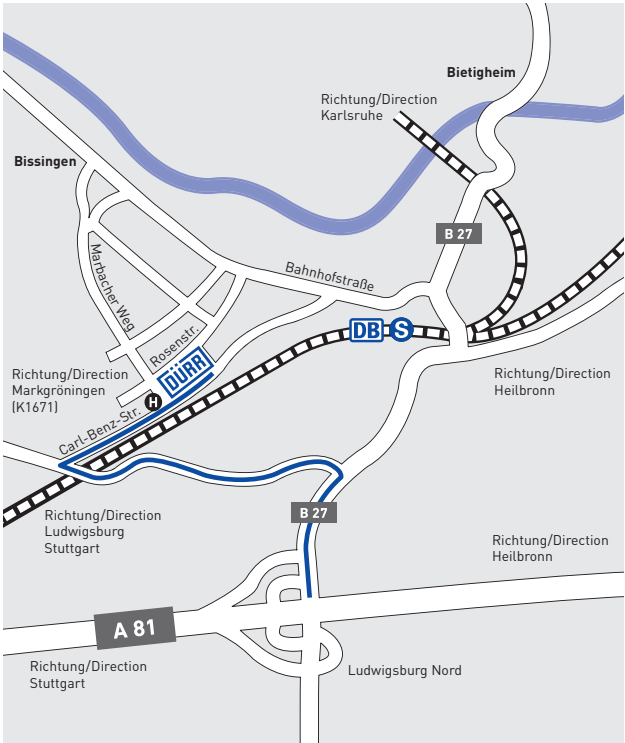 Bietigheim
Richtung/Direction
Karlsruhe
Bissingen
B 27
Marbacher Weg
Bahnhofstraße
DB S
Rosenstr.
DÜRR
Richtung/Direction
Markgröningen
(K1671)
Richtung/Direction
Heilbronn
H
Carl-Benz-Str.
Richtung/Direction
Ludwigsburg
Stuttgart
B 27
Richtung/Direction
Heilbronn
A 81
Richtung/Direction
Stuttgart
Ludwigsburg Nord